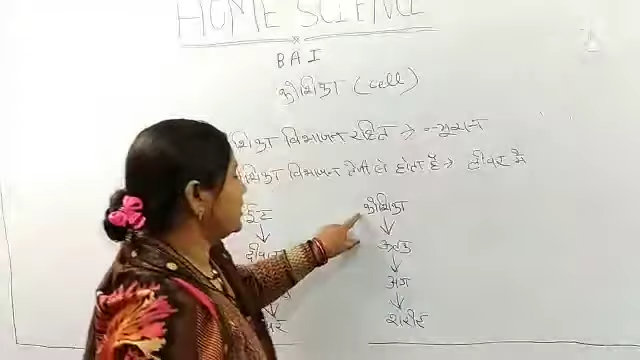 HOME SCIENCE
BA I
कोशिका (cell)
शिका विभाजन रहित →
शिका विभाजन तेजी से होता है → लीवर में
ईंट कोशिका
↓ ↓
दीवार ऊतक
↓
अंग
↓ ↓
शरीर